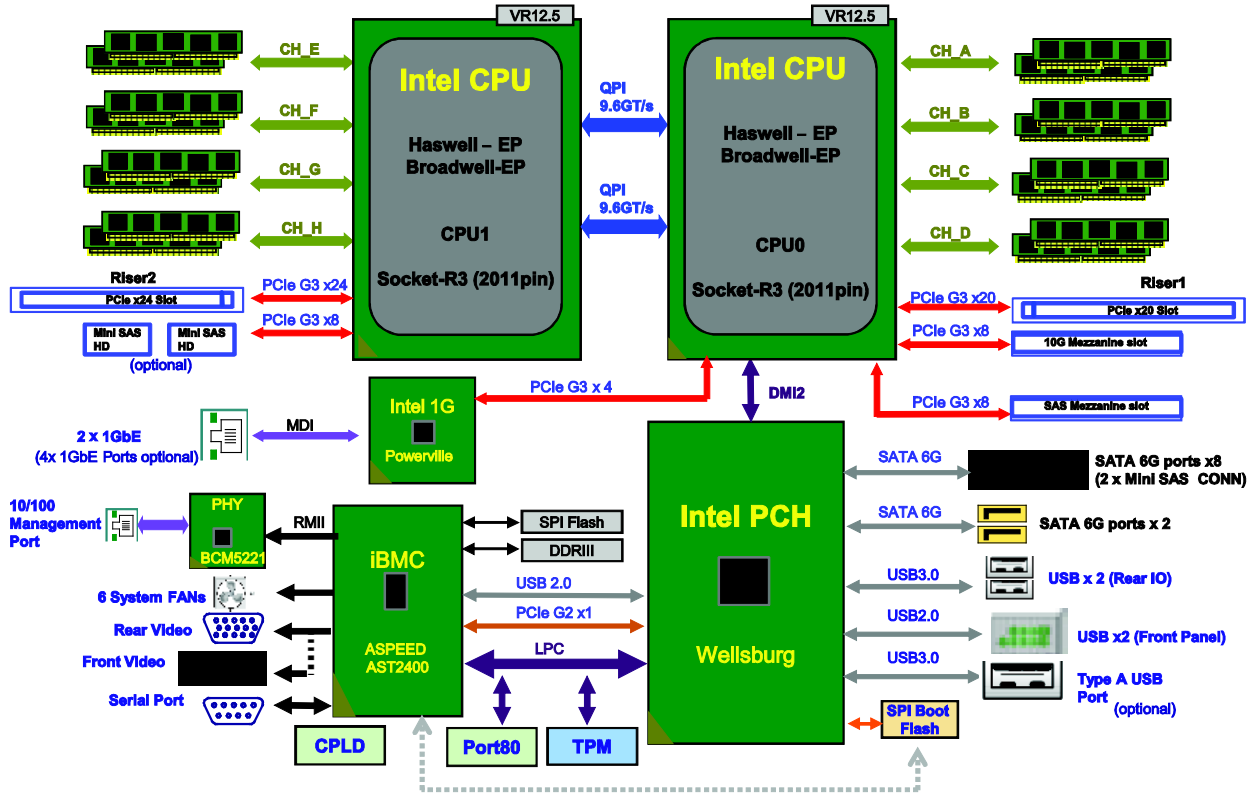 VR12.5
VR12.5
CH_E
CH_F
CH_G
CH_H
Intel CPU
Haswell – EP
Broadwell-EP
CPU1
Socket-R3 (2011pin)
QPI
9.6GT/s
QPI
9.6GT/s
Intel CPU
Haswell – EP
Broadwell-EP
CPU0
Socket-R3 (2011pin)
CH_A
CH_B
CH_C
CH_D
Riser2
PCIe x24 Slot
PCIe G3 x24
Mini SAS
HD
Mini SAS
HD
(optional)
PCIe G3 x8
Riser1
PCIe G3 x20
PCIe x20 Slot
PCIe G3 x8
10G Mezzanine slot
PCIe G3 x8
SAS Mezzanine slot
PCIe G3 x 4
DMI2
Intel 1G
Powerville
MDI
2 x 1GbE
(4x 1GbE Ports optional)
10/100
Management
Port
PHY
BCM5221
RMII
iBMC
ASPEED
AST2400
SPI Flash
DDRIII
USB 2.0
PCIe G2 x1
LPC
6 System FANs
Rear Video
Front Video
Serial Port
CPLD
Port80
TPM
Intel PCH
Wellsburg
SATA 6G
SATA 6G ports x8
(2 x Mini SAS CONN)
SATA 6G
SATA 6G ports x 2
USB3.0
USB x 2 (Rear IO)
USB2.0
USB x2 (Front Panel)
USB3.0
Type A USB
Port
(optional)
SPI Boot
Flash